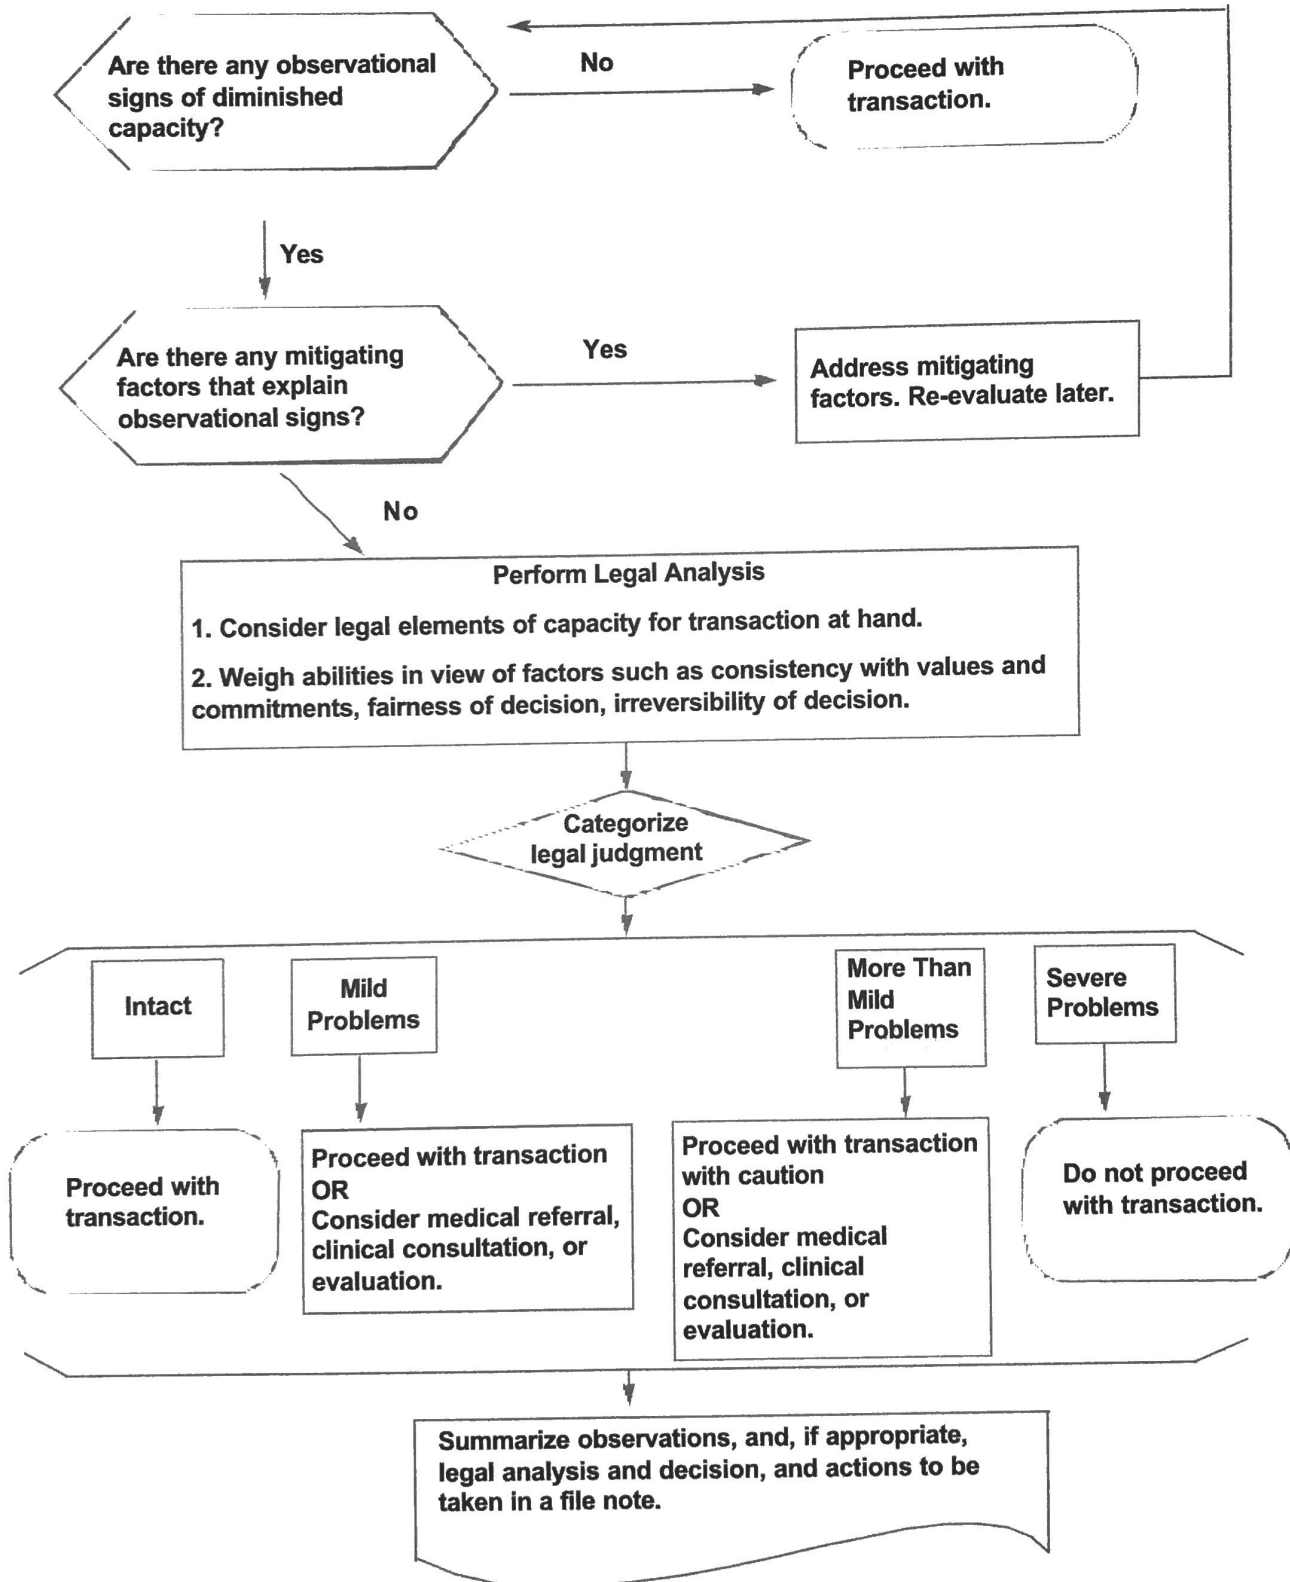 Are there any observational
signs of diminished
capacity?
No
Proceed with
transaction.
Yes
Are there any mitigating
factors that explain
observational signs?
Yes
Address mitigating
factors. Re-evaluate later.
No
Perform Legal Analysis
1. Consider legal elements of capacity for transaction at hand.
2. Weigh abilities in view of factors such as consistency with values and
commitments, fairness of decision, irreversibility of decision.
Categorize
legal judgment
Intact
Mild
Problems
More Than
Mild
Problems
Severe
Problems
Proceed with
transaction.
Proceed with transaction
OR
Consider medical referral,
clinical consultation, or
evaluation.
Proceed with transaction
with caution
OR
Consider medical
referral, clinical
consultation, or
evaluation.
Do not proceed
with transaction.
Summarize observations, and, if appropriate,
legal analysis and decision, and actions to be
taken in a file note.